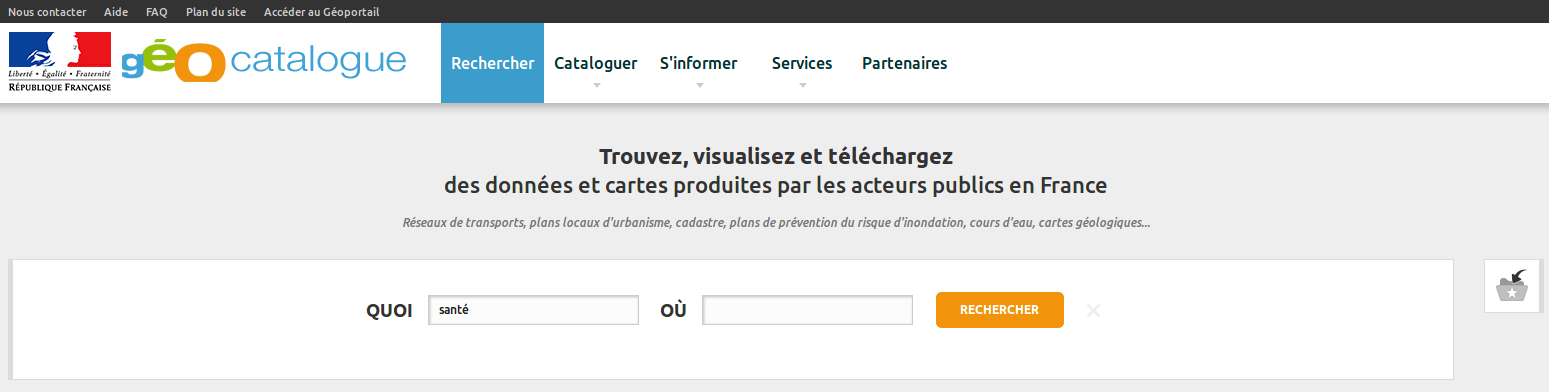 Nous contacter Aide FAQ Plan du site Accéder au Géoportail
Liberté • Égalité • Fraternité
RÉPUBLIQUE FRANÇAISE
géocatalogue
Rechercher Cataloguer S'informer Services Partenaires
Trouvez, visualisez et téléchargez
des données et cartes produites par les acteurs publics en France
Réseaux de transports, plans locaux d'urbanisme, cadastre, plans de prévention du risque d'inondation, cours d'eau, cartes géologiques...
QUOI santé OÙ RECHERCHER ×